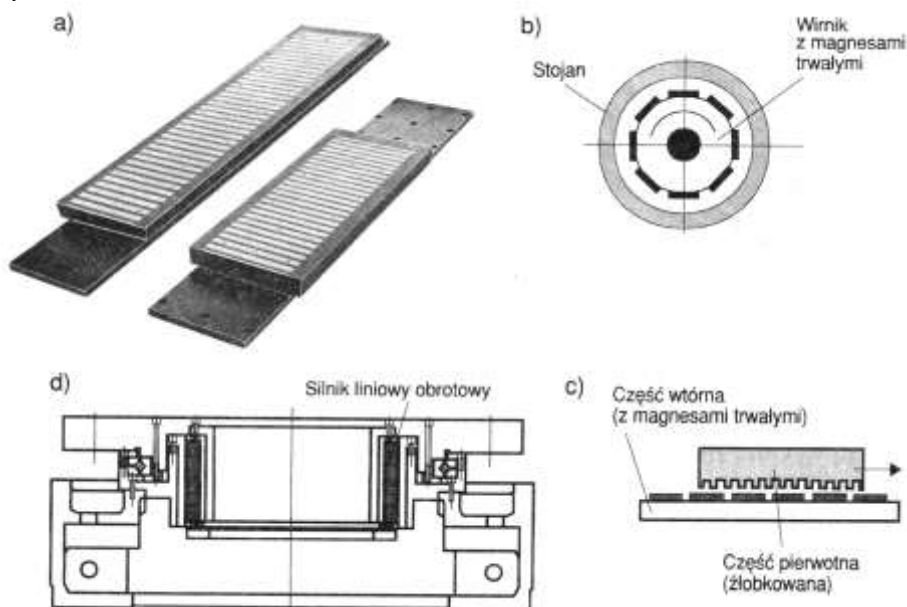 a)
b)
Wirnik
z magnesami
trwałymi
Stojan
d)
Silnik liniowy obrotowy
c)
Część wtórna
(z magnesami trwałymi)
Część pierwotna
(żłobkowana)